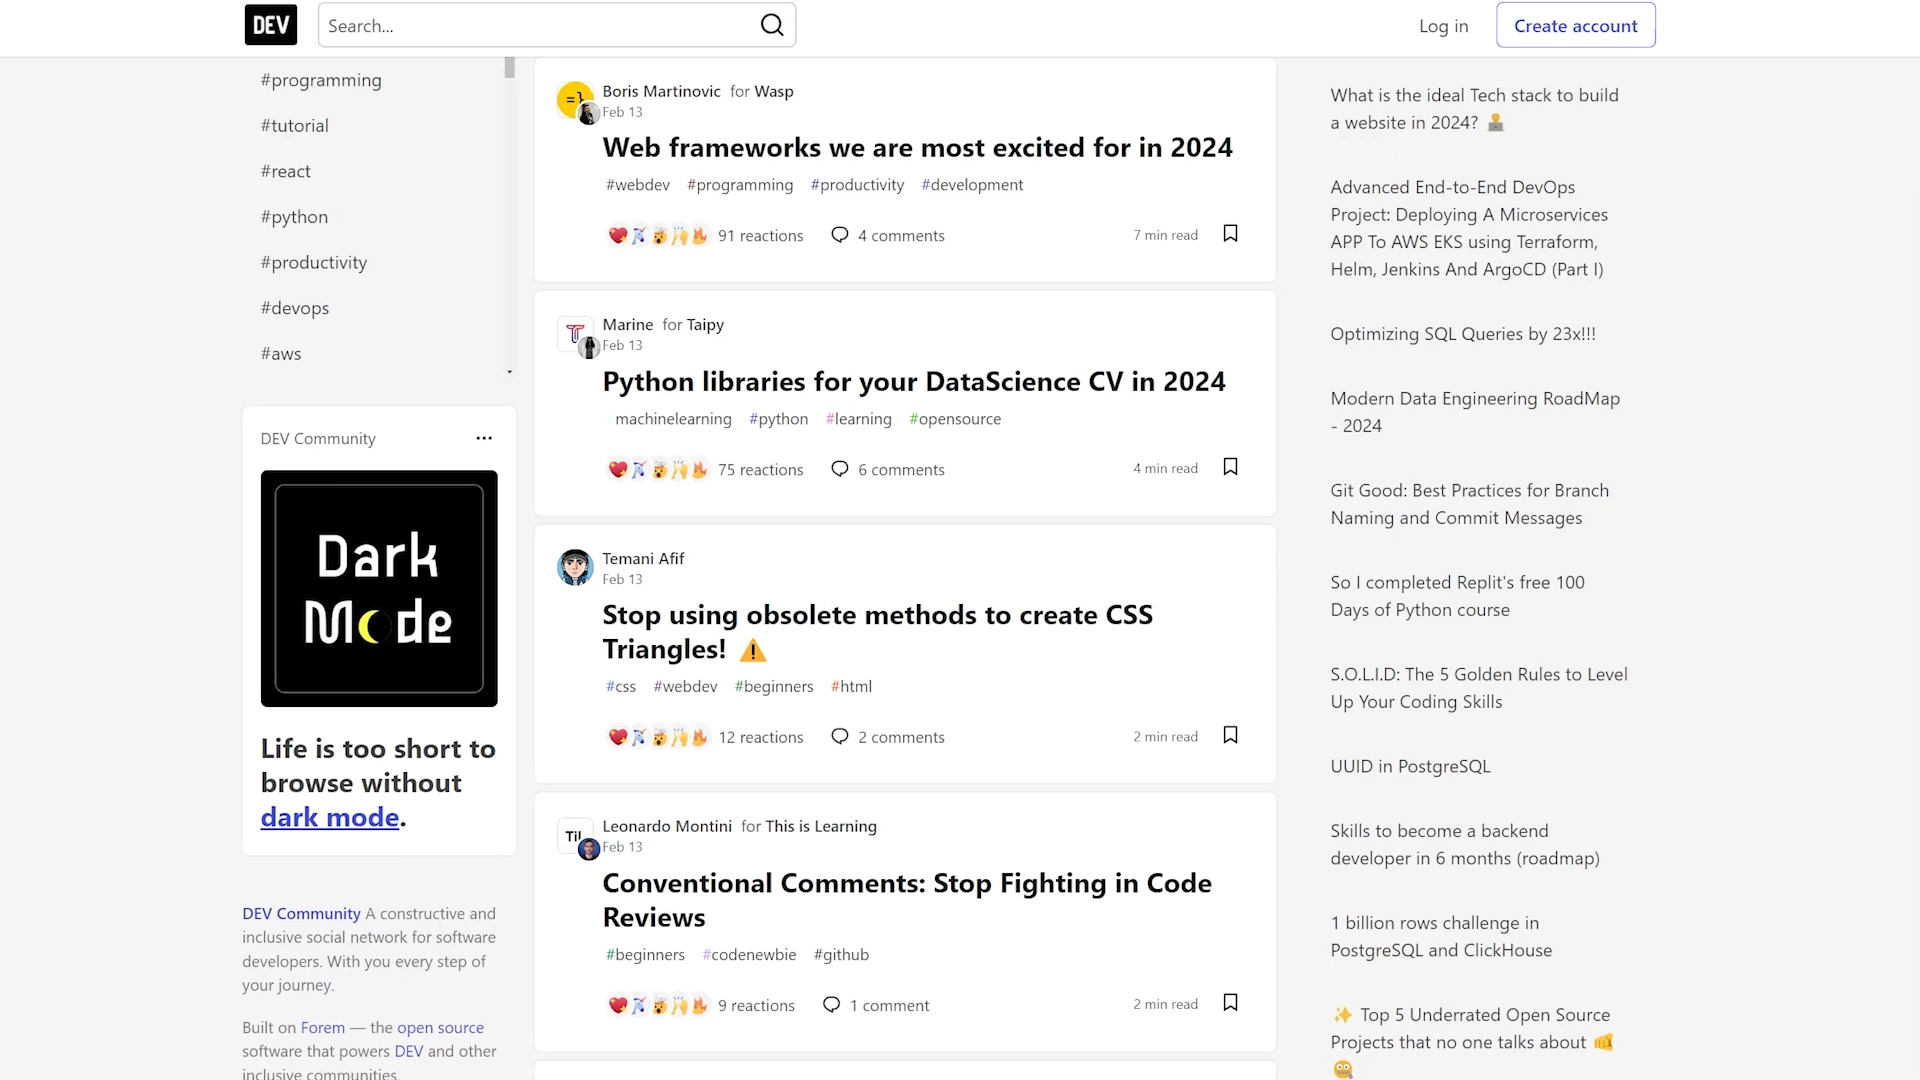 DEV
Search...
Log in
Create account
#programming
#tutorial
#react
#python
#productivity
#devops
#aws
DEV Community
Dark
Mode
Life is too short to
browse without
dark mode.
DEV Community A constructive and
inclusive social network for software
developers. With you every step of
your journey.
Built on Forem — the open source
software that powers DEV and other
inclusive communities.
Boris Martinovic for Wasp
Feb 13
Web frameworks we are most excited for in 2024
#webdev #programming #productivity #development
91 reactions 4 comments 7 min read
Marine for Taipy
Feb 13
Python libraries for your DataScience CV in 2024
machinelearning #python #learning #opensource
75 reactions 6 comments 4 min read
Temani Afif
Feb 13
Stop using obsolete methods to create CSS
Triangles! ⚠️
#css #webdev #beginners #html
12 reactions 2 comments 2 min read
TiL
Leonardo Montini for This is Learning
Feb 13
Conventional Comments: Stop Fighting in Code
Reviews
#beginners #codenewbie #github
9 reactions 1 comment 2 min read
What is the ideal Tech stack to build
a website in 2024? 🧑‍💻
Advanced End-to-End DevOps
Project: Deploying A Microservices
APP To AWS EKS using Terraform,
Helm, Jenkins And ArgoCD (Part I)
Optimizing SQL Queries by 23x!!!
Modern Data Engineering RoadMap
- 2024
Git Good: Best Practices for Branch
Naming and Commit Messages
So I completed Replit's free 100
Days of Python course
S.O.L.I.D: The 5 Golden Rules to Level
Up Your Coding Skills
UUID in PostgreSQL
Skills to become a backend
developer in 6 months (roadmap)
1 billion rows challenge in
PostgreSQL and ClickHouse
✨ Top 5 Underrated Open Source
Projects that no one talks about 🤜
🤐